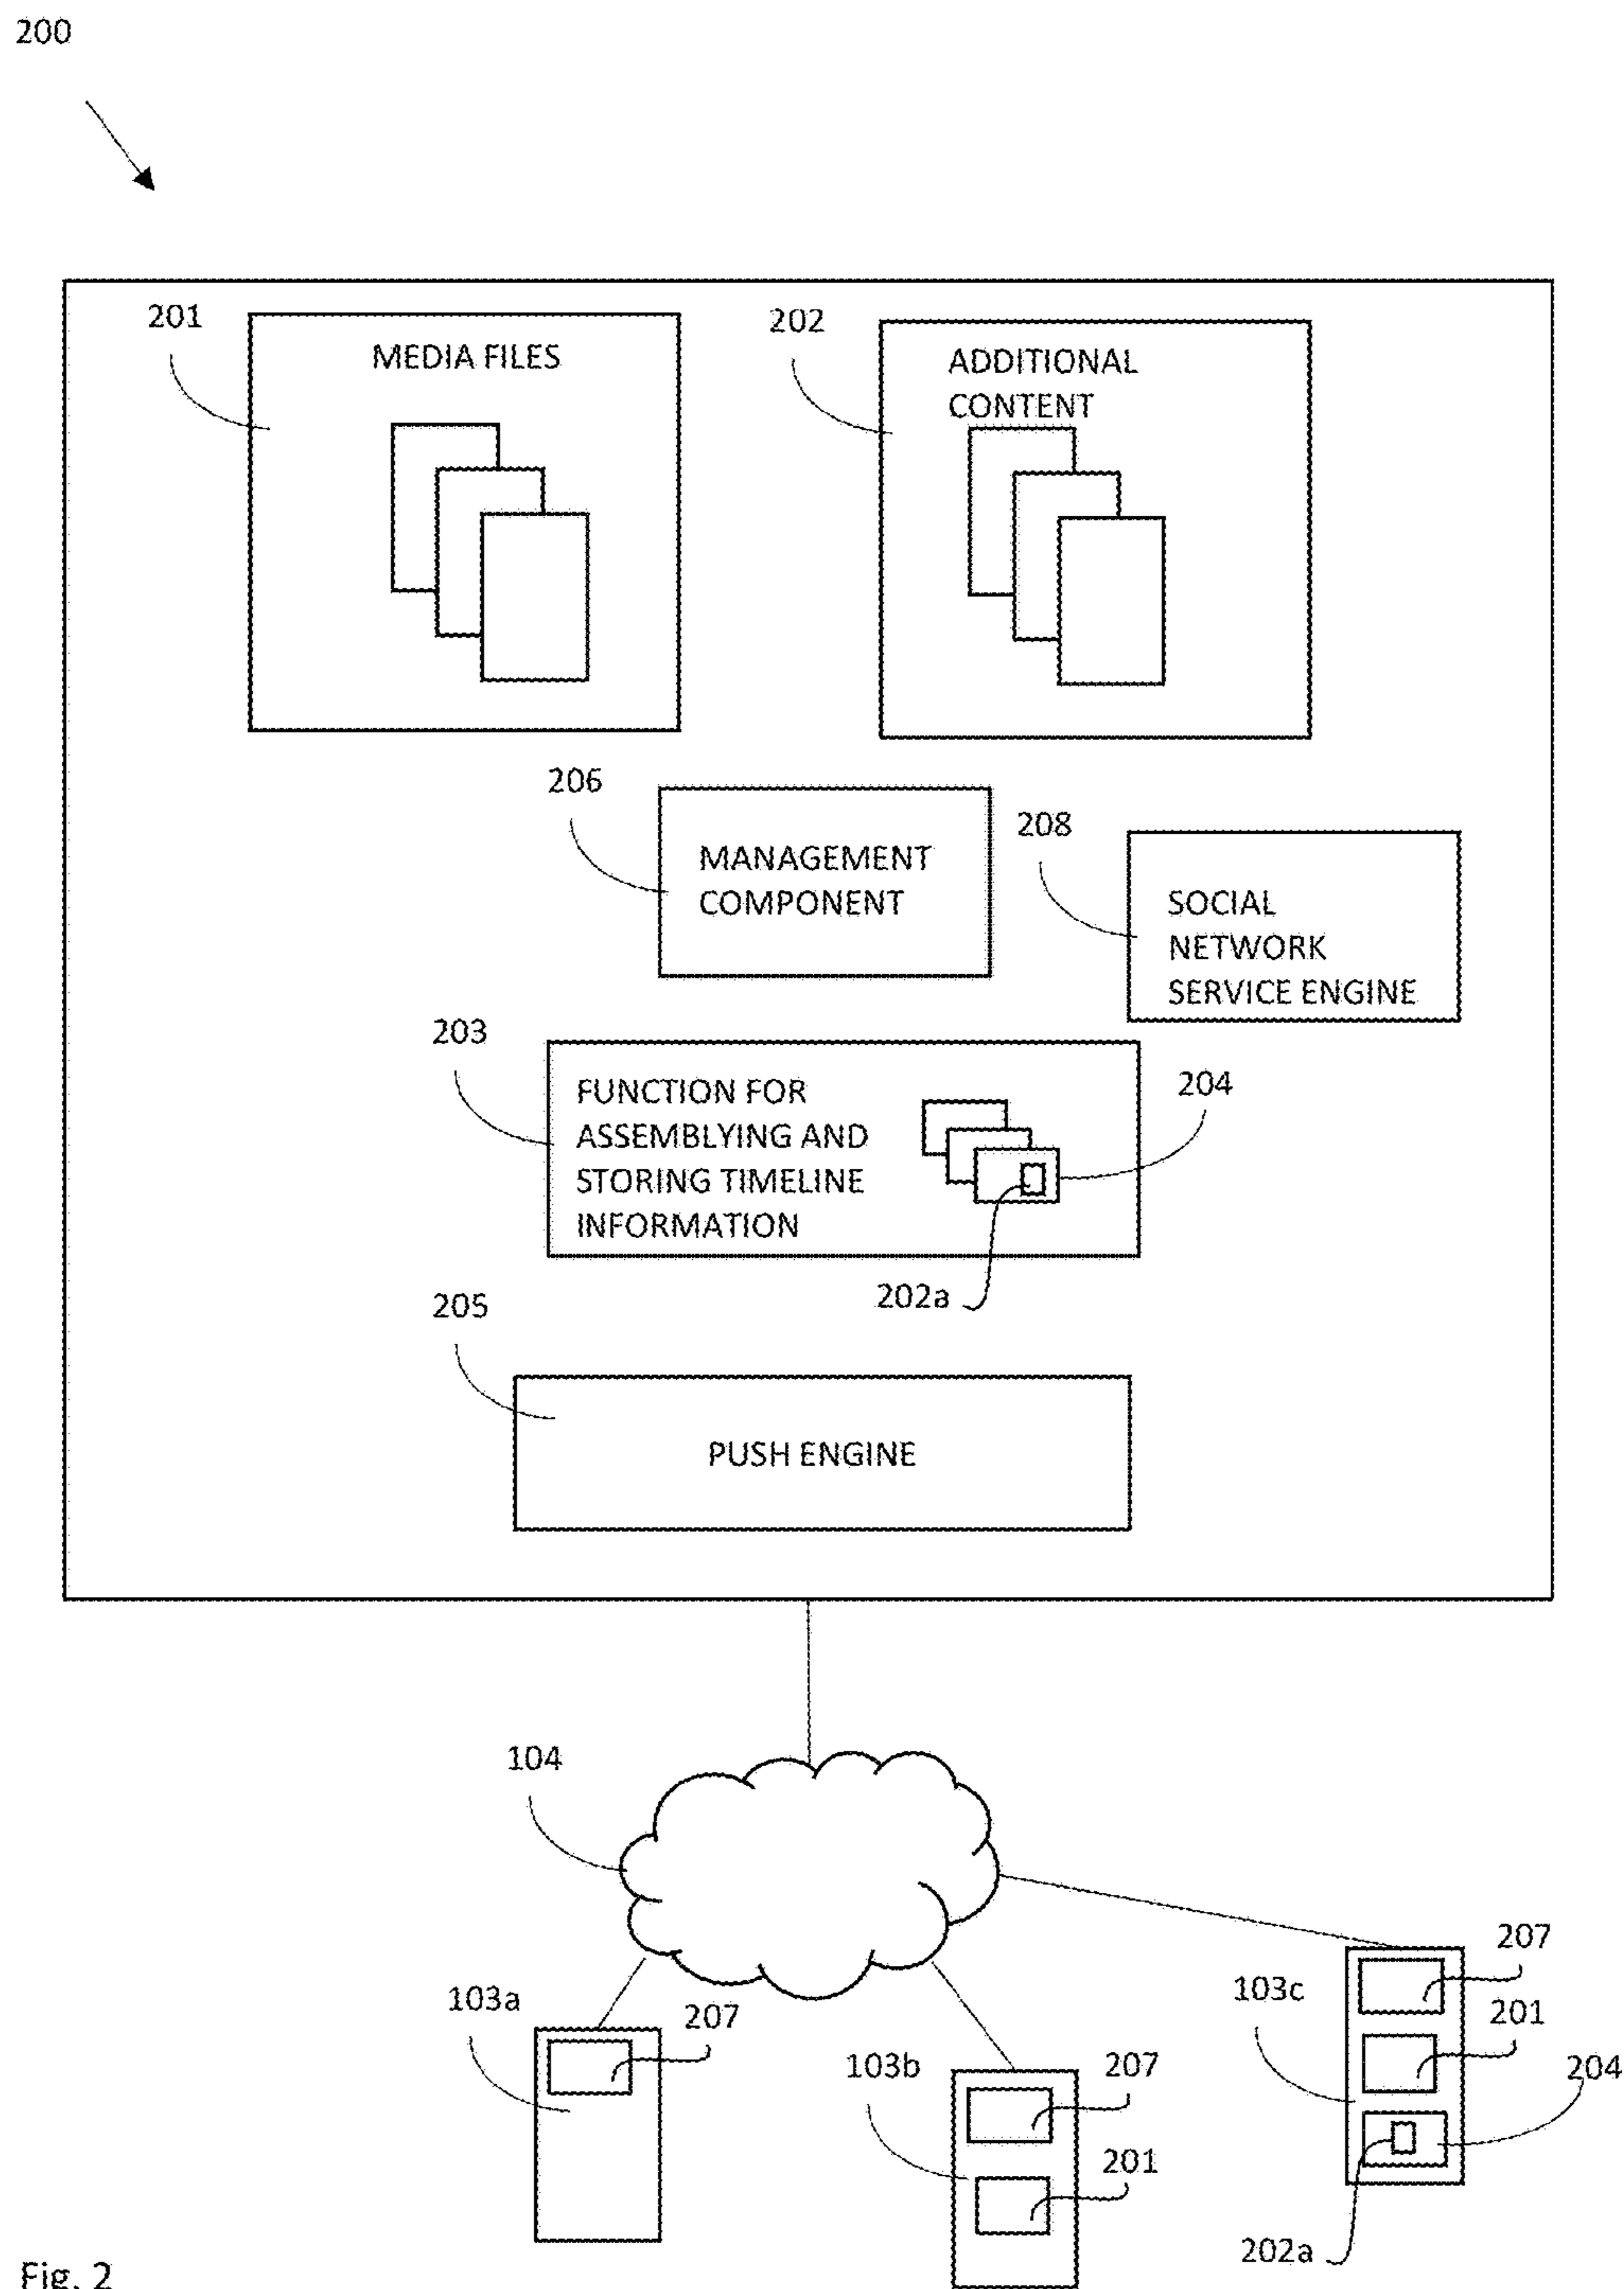 200
201
MEDIA FILES
202
ADDITIONAL
CONTENT
206
MANAGEMENT
COMPONENT
208
SOCIAL
NETWORK
SERVICE ENGINE
203
FUNCTION FOR
ASSEMBLYING AND
STORING TIMELINE
INFORMATION
204
202a
205
PUSH ENGINE
104
103a
207
103b
207
201
103c
207
201
204
202a
Fig. 2